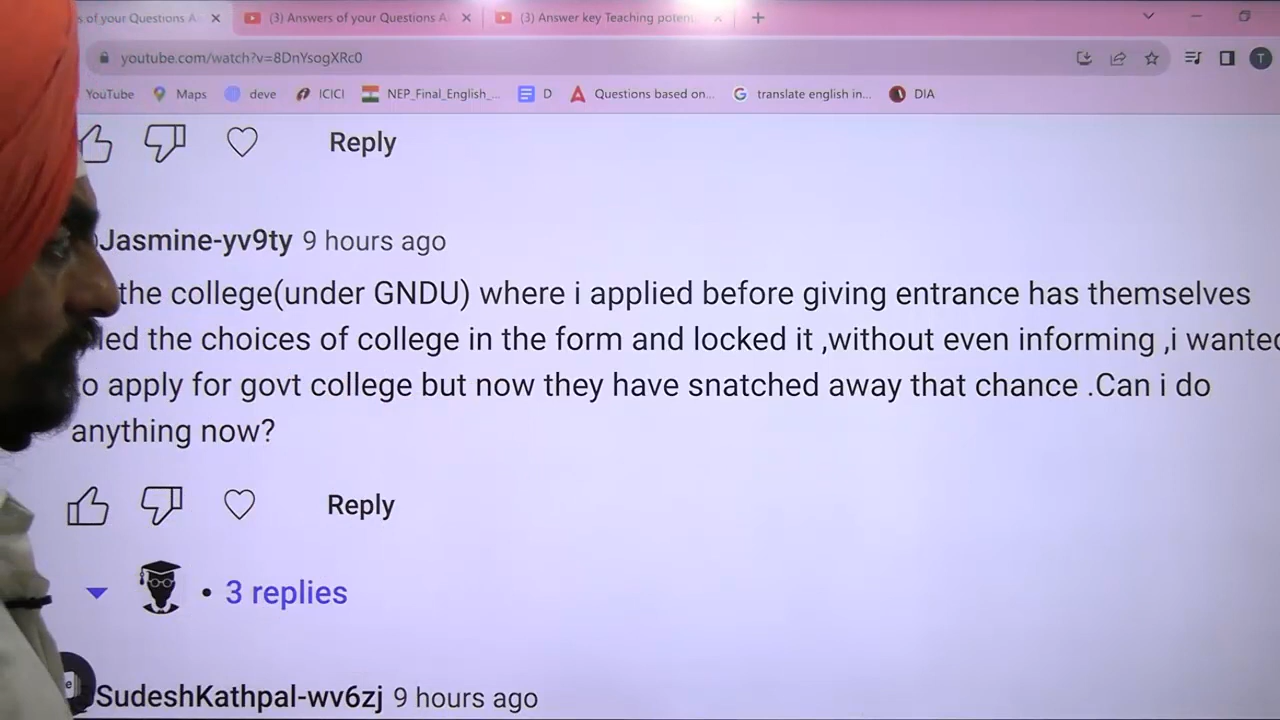 s of your Questions A
(3) Answers of your Questions A
(3) Answer key Teaching poten
youtube.com/watch?v=8DnYsogXRc0
T
YouTube
Maps
deve
ICICI
NEP_Final_English_...
D
Questions based on...
translate english in...
DIA
Reply
Jasmine-yv9ty 9 hours ago
the college(under GNDU) where i applied before giving entrance has themselves
the choices of college in the form and locked it ,without even informing ,i wanted
to apply for govt college but now they have snatched away that chance .Can i do
anything now?
Reply
• 3 replies
SudeshKathpal-wv6zj 9 hours ago